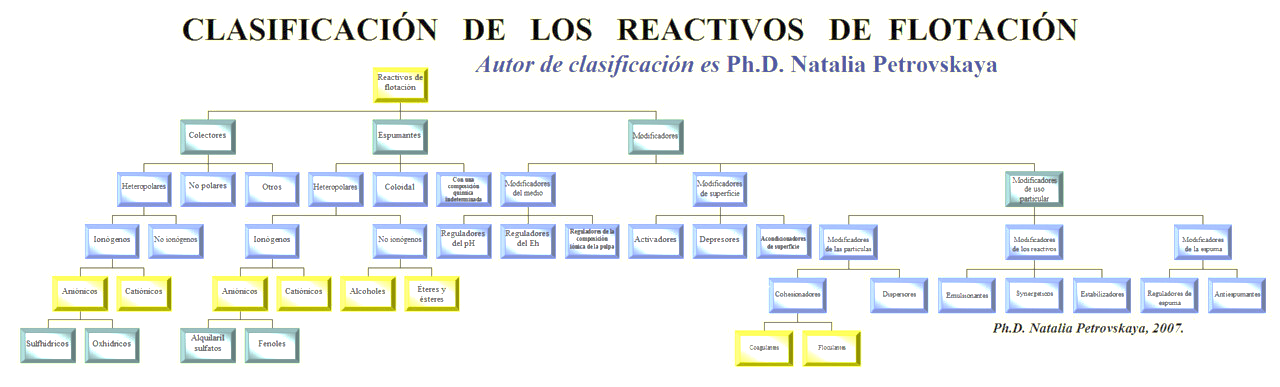 CLASIFICACIÓN DE LOS REACTIVOS DE FLOTACIÓN
Autor de clasificación es Ph.D. Natalia Petrovskaya
Reactivos de
flotación
Colectores
Espumantes
Modificadores
Heteropolares
No polares
Otros
Heteropolares
Coloidal
Con una
composición
química
indeterminada
Modificadores
del medio
Modificadores
de superficie
Modificadores
de uso
particular
Ionógenos
No ionógenos
Ionógenos
No ionógenos
Reguladores
del pH
Reguladores
del Eh
Reguladores de la
composición
iónica de la pulpa
Activadores
Depresores
Acondicionadores
de superficie
Modificadores
de las partículas
Modificadores
de los reactivos
Modificadores
de la espuma
Aniónicos
Catiónicos
Aniónicos
Catiónicos
Alcoholes
Éteres y
ésteres
Cohesionadores
Dispersores
Emulsionantes
Synergeticos
Estabilizadores
Reguladores de
espuma
Antiespumantes
Sulfhídricos
Oxhídricos
Alquilaril
sulfatos
Fenoles
Coagulantes
Floculantes
Ph.D. Natalia Petrovskaya, 2007.